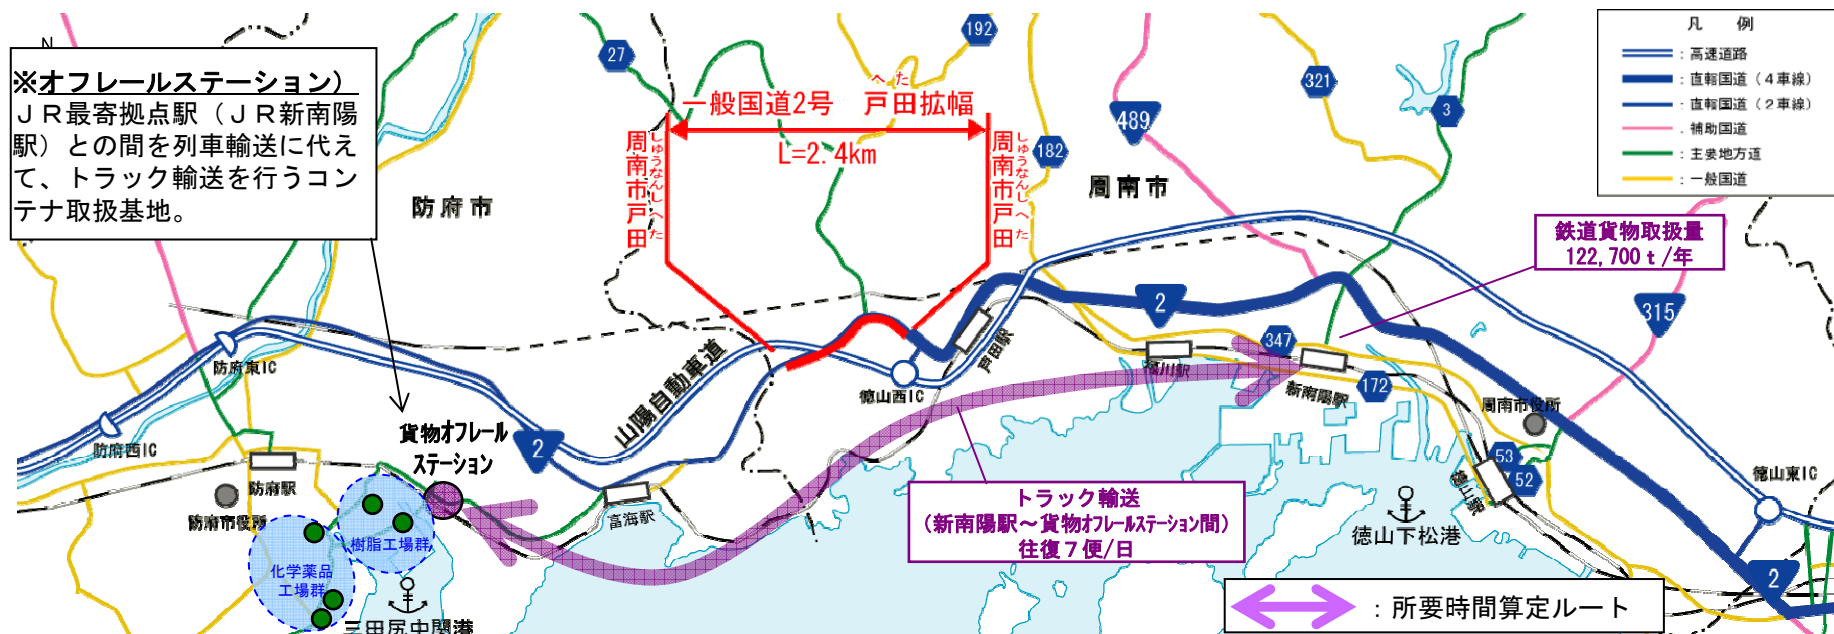 N
※オフレールステーション）
ＪＲ最寄拠点駅（ＪＲ新南陽
駅）との間を列車輸送に代え
て、トラック輸送を行うコン
テナ取扱基地。
27
192
一般国道2号　戸田拡幅
へた
L=2.4km
周南市戸田
しゅうなんしへた
周南市戸田
しゅうなんしへた
防府市
周南市
182
489
321
3
凡　例
：高速道路
：直轄国道（４車線）
：直轄国道（２車線）
：補助国道
：主要地方道
：一般国道
鉄道貨物取扱量
122,700ｔ/年
2
315
347
172
防府東IC
防府西IC
山陽自動車道
徳山西IC
戸田駅
福川駅
新南陽駅
周南市役所
53
52
徳山駅
徳山東IC
2
貨物オフレール
ステーション
2
防府駅
防府市役所
富海駅
樹脂工場群
化学薬品
工場群
三田尻中関港
トラック輸送
（新南陽駅～貨物オフレールステーション間）
往復７便/日
徳山下松港
：所要時間算定ルート